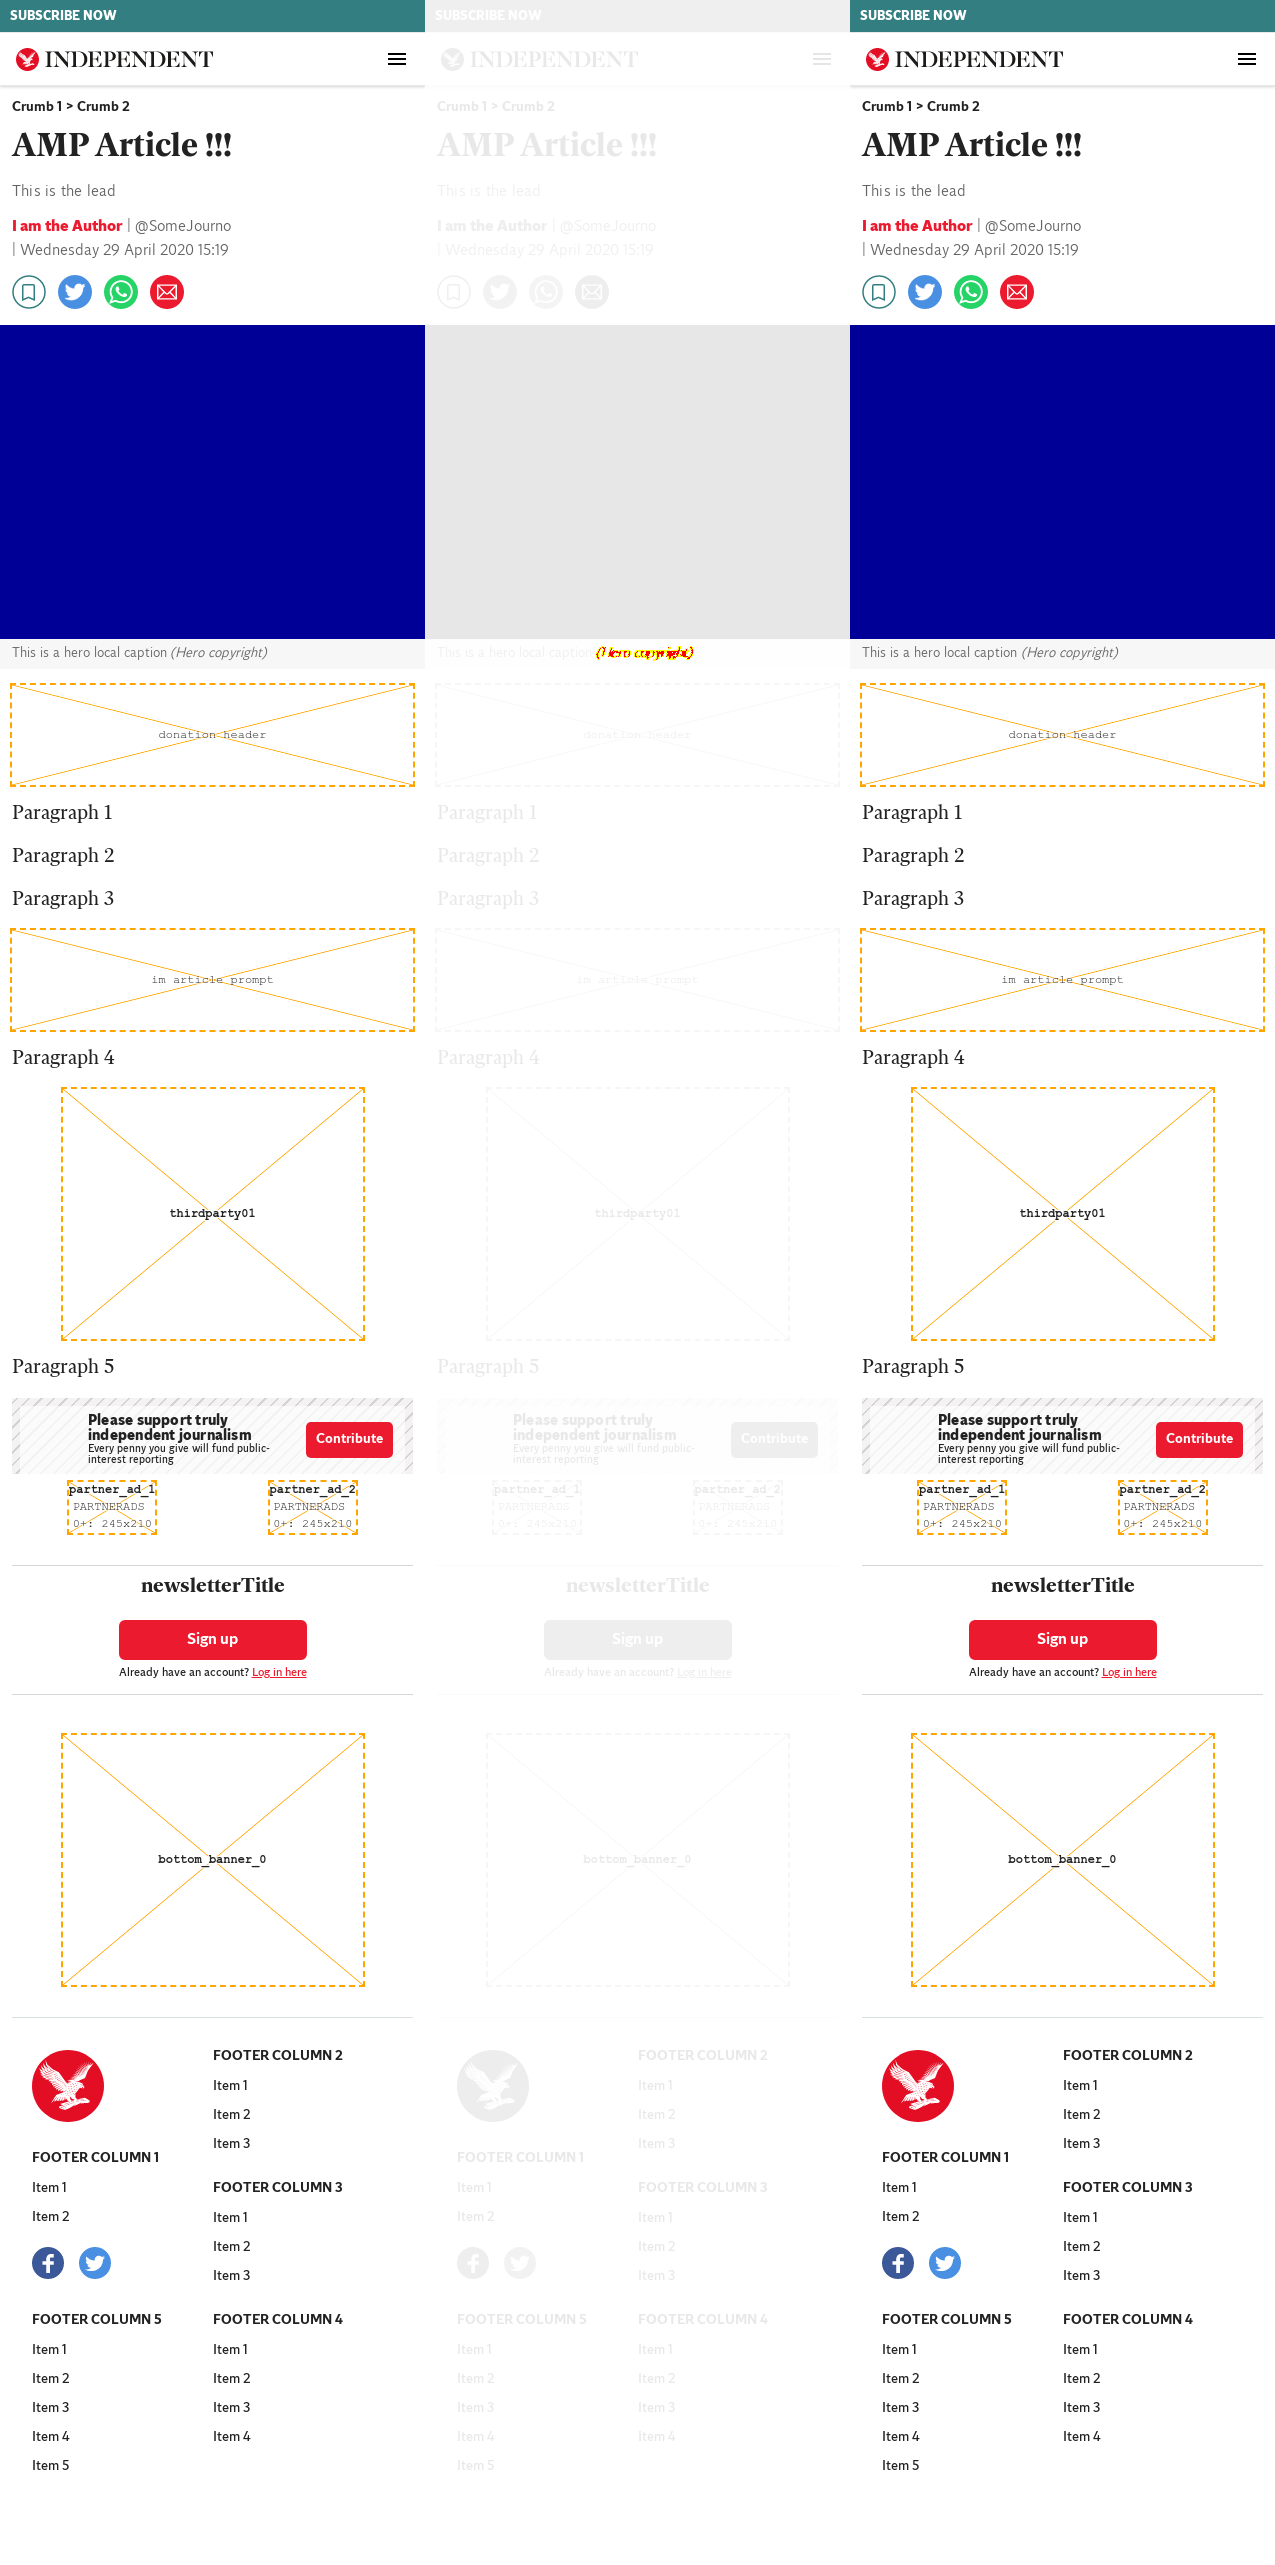 SUBSCRIBE NOW
INDEPENDENT
Crumb 1 > Crumb 2
AMP Article !!!
This is the lead
I am the Author | @SomeJourno
| Wednesday 29 April 2020 15:19
This is a hero local caption (Hero copyright)
donation header
Paragraph 1
Paragraph 2
Paragraph 3
im article prompt
Paragraph 4
thirdparty01
Paragraph 5
Please support truly
independent journalism
Every penny you give will fund public-
interest reporting
Contribute
partner_ad_1
PARTNERADS
0+: 245x210
partner_ad_2
PARTNERADS
0+: 245x210
newsletterTitle
Sign up
Already have an account? Log in here
bottom_banner_0
FOOTER COLUMN 1
Item 1
Item 2
FOOTER COLUMN 5
Item 1
Item 2
Item 3
Item 4
Item 5
FOOTER COLUMN 2
Item 1
Item 2
Item 3
FOOTER COLUMN 3
Item 1
Item 2
Item 3
FOOTER COLUMN 4
Item 1
Item 2
Item 3
Item 4
SUBSCRIBE NOW
INDEPENDENT
Crumb 1 > Crumb 2
AMP Article !!!
This is the lead
I am the Author | @SomeJourno
| Wednesday 29 April 2020 15:19
This is a hero local caption (Hero copyright)
donation header
Paragraph 1
Paragraph 2
Paragraph 3
im article prompt
Paragraph 4
thirdparty01
Paragraph 5
Please support truly
independent journalism
Every penny you give will fund public-
interest reporting
Contribute
partner_ad_1
PARTNERADS
0+: 245x210
partner_ad_2
PARTNERADS
0+: 245x210
newsletterTitle
Sign up
Already have an account? Log in here
bottom_banner_0
FOOTER COLUMN 1
Item 1
Item 2
FOOTER COLUMN 5
Item 1
Item 2
Item 3
Item 4
Item 5
FOOTER COLUMN 2
Item 1
Item 2
Item 3
FOOTER COLUMN 3
Item 1
Item 2
Item 3
FOOTER COLUMN 4
Item 1
Item 2
Item 3
Item 4
SUBSCRIBE NOW
INDEPENDENT
Crumb 1 > Crumb 2
AMP Article !!!
This is the lead
I am the Author | @SomeJourno
| Wednesday 29 April 2020 15:19
This is a hero local caption (Hero copyright)
donation header
Paragraph 1
Paragraph 2
Paragraph 3
im article prompt
Paragraph 4
thirdparty01
Paragraph 5
Please support truly
independent journalism
Every penny you give will fund public-
interest reporting
Contribute
partner_ad_1
PARTNERADS
0+: 245x210
partner_ad_2
PARTNERADS
0+: 245x210
newsletterTitle
Sign up
Already have an account? Log in here
bottom_banner_0
FOOTER COLUMN 1
Item 1
Item 2
FOOTER COLUMN 5
Item 1
Item 2
Item 3
Item 4
Item 5
FOOTER COLUMN 2
Item 1
Item 2
Item 3
FOOTER COLUMN 3
Item 1
Item 2
Item 3
FOOTER COLUMN 4
Item 1
Item 2
Item 3
Item 4